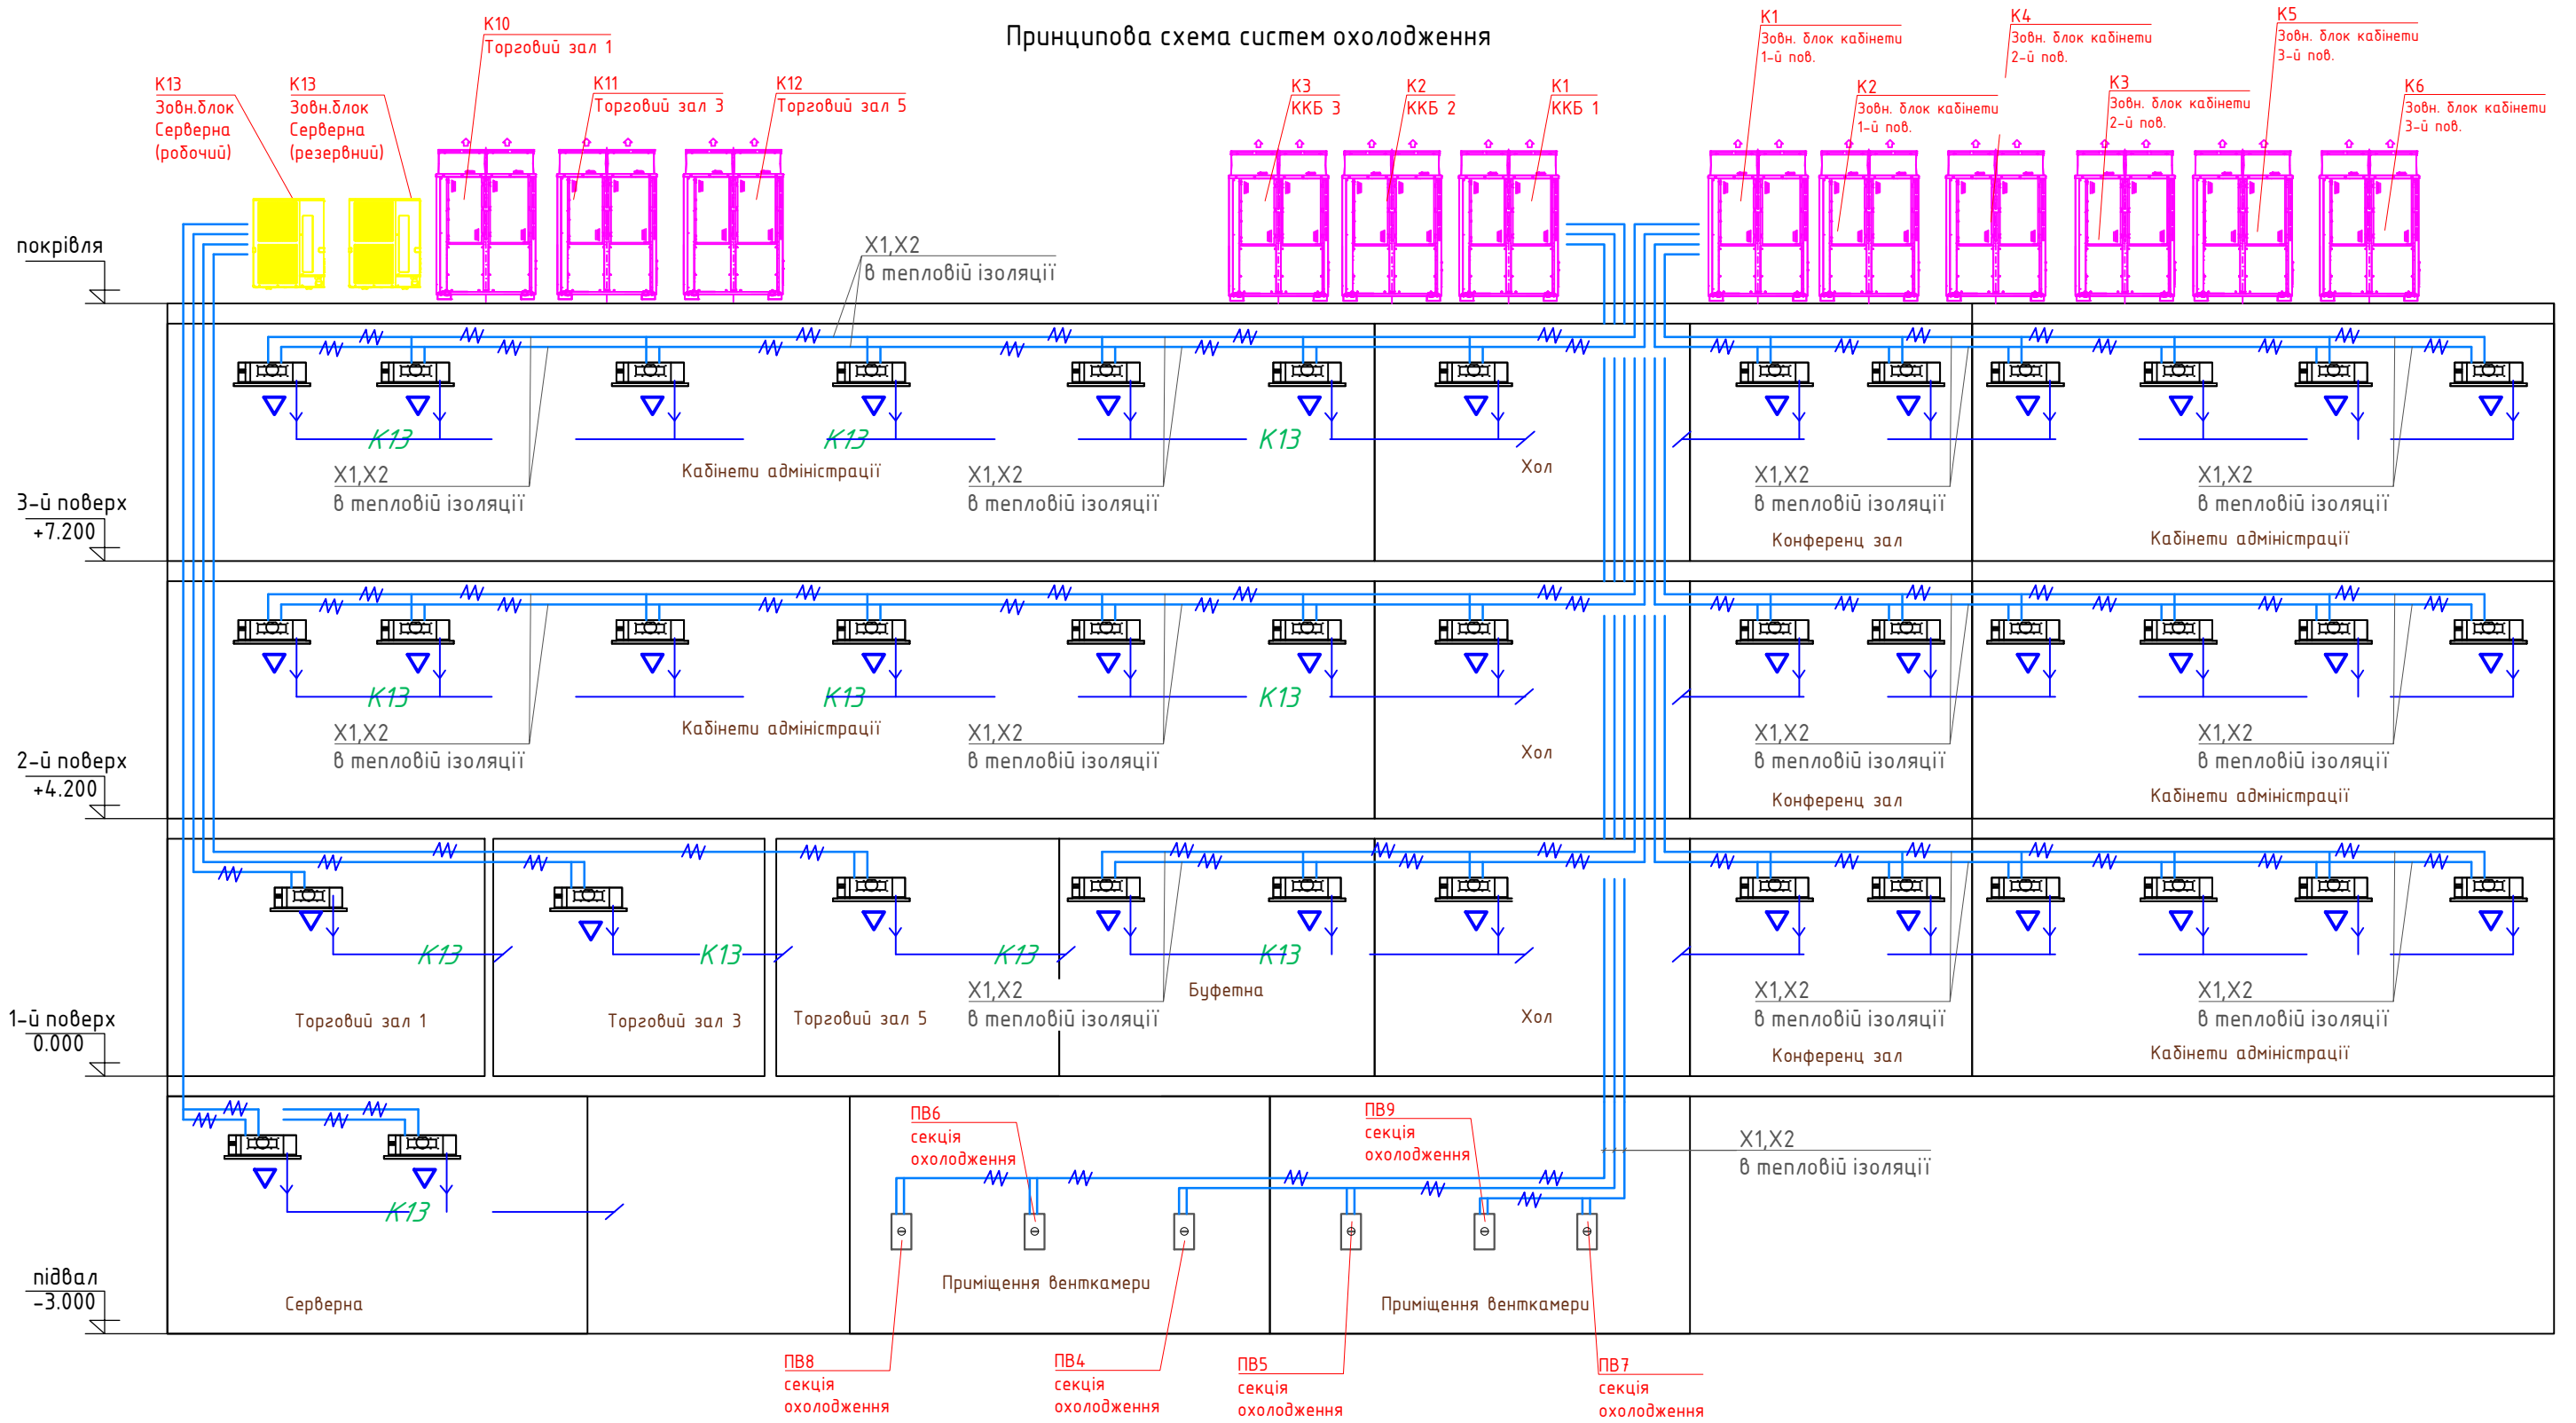 Принципова схема систем охолодження
К13
Зовн.блок
Серверна
(робочий)
К13
Зовн.блок
Серверна
(резервний)
К10
Торговий зал 1
К11
Торговий зал 3
К12
Торговий зал 5
К3
ККБ 3
К2
ККБ 2
К1
ККБ 1
К1
Зовн. блок кабінети
1-й пов.
К2
Зовн. блок кабінети
1-й пов.
К4
Зовн. блок кабінети
2-й пов.
К3
Зовн. блок кабінети
2-й пов.
К5
Зовн. блок кабінети
3-й пов.
К6
Зовн. блок кабінети
3-й пов.
покрівля
Х1,Х2
в тепловій ізоляції
К13
К13
К13
Х1,Х2
в тепловій ізоляції
Кабінети адміністрації
Х1,Х2
в тепловій ізоляції
Хол
Х1,Х2
в тепловій ізоляції
Конференц зал
Х1,Х2
в тепловій ізоляції
Кабінети адміністрації
3-й поверх
+7.200
К13
К13
К13
Х1,Х2
в тепловій ізоляції
Кабінети адміністрації
Х1,Х2
в тепловій ізоляції
Хол
Х1,Х2
в тепловій ізоляції
Конференц зал
Х1,Х2
в тепловій ізоляції
Кабінети адміністрації
2-й поверх
+4.200
К13
К13
К13
К13
Торговий зал 1
Торговий зал 3
Торговий зал 5
Х1,Х2
в тепловій ізоляції
Буфетна
Хол
Х1,Х2
в тепловій ізоляції
Конференц зал
Х1,Х2
в тепловій ізоляції
Кабінети адміністрації
1-й поверх
0.000
ПВ6
секція
охолодження
ПВ9
секція
охолодження
Х1,Х2
в тепловій ізоляції
К13
Серверна
Приміщення венткамери
Приміщення венткамери
підвал
-3.000
ПВ8
секція
охолодження
ПВ4
секція
охолодження
ПВ5
секція
охолодження
ПВ7
секція
охолодження